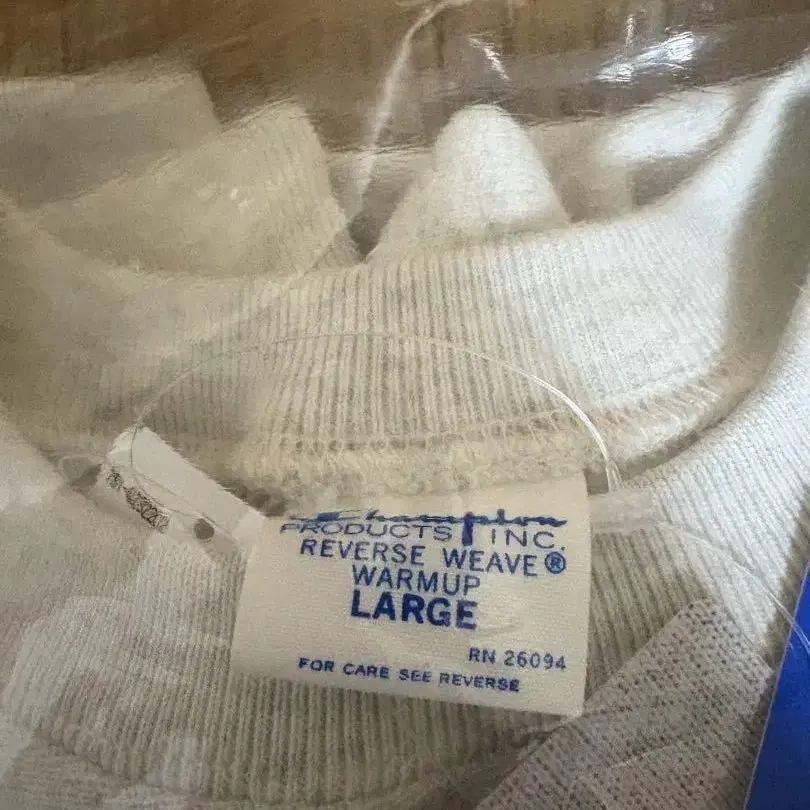 Champion
PRODUCTS INC.
REVERSE WEAVE®
WARMUP
LARGE
RN 26094
FOR CARE SEE REVERSE